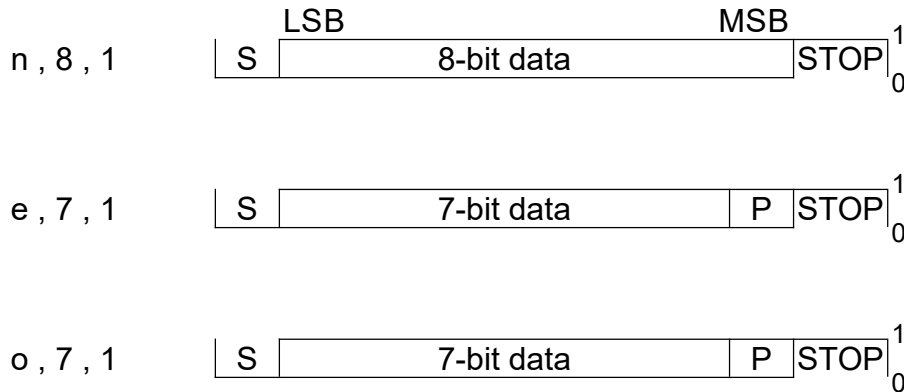 LSB MSB
n , 8 , 1 S 8-bit data STOP 1
0
e , 7 , 1 S 7-bit data P STOP 1
0
o , 7 , 1 S 7-bit data P STOP 1
0